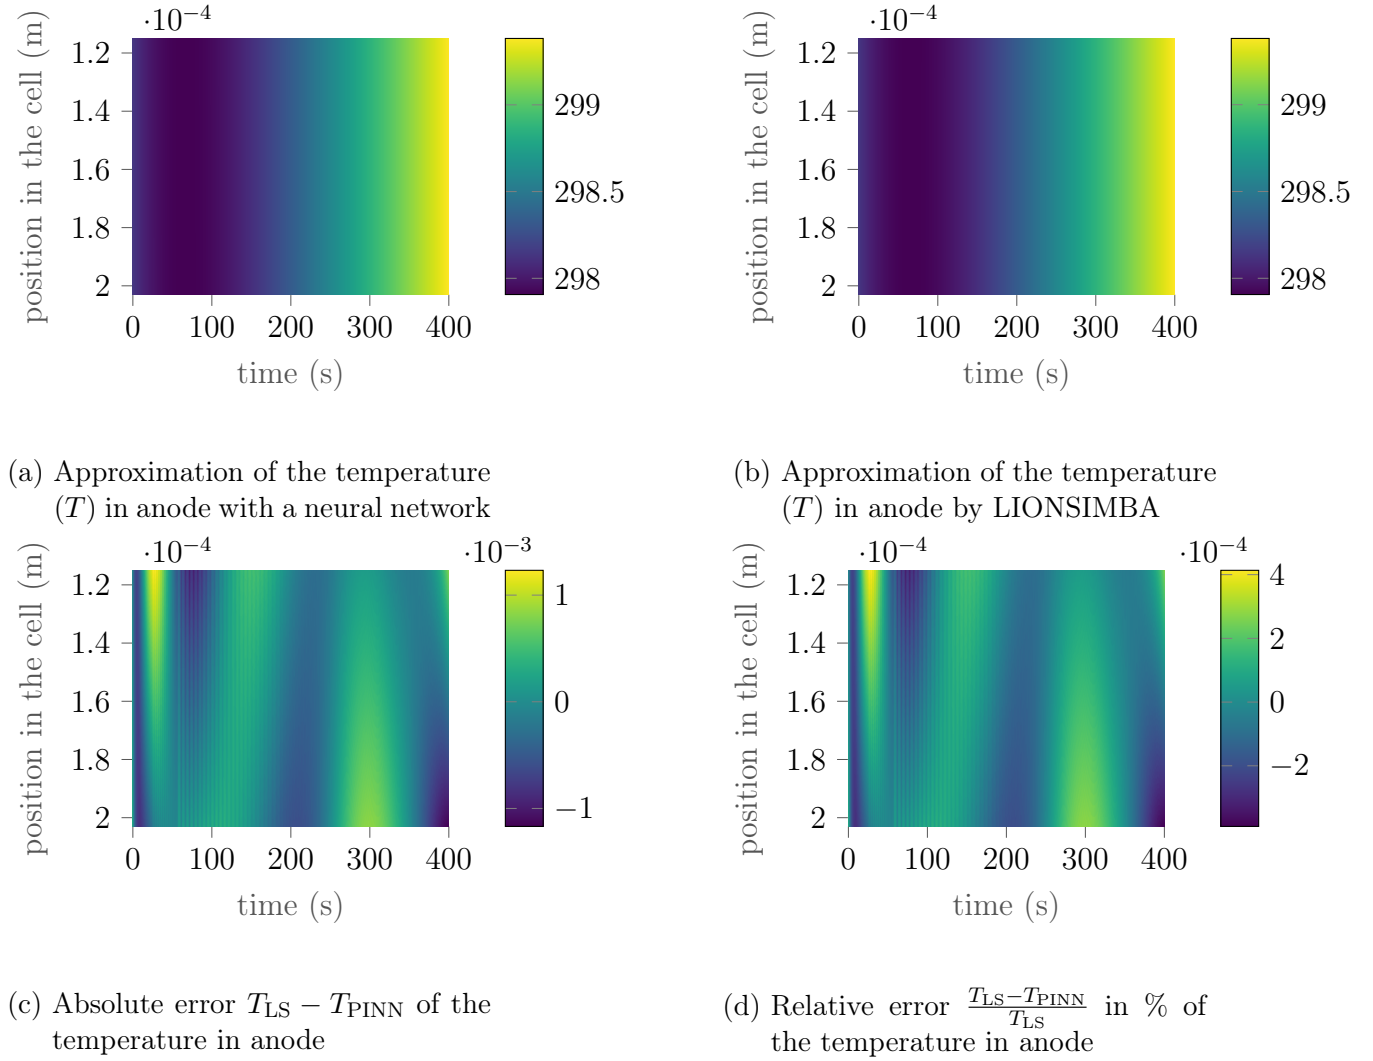 ·10⁻⁴
position in the cell (m)
1.2
1.4
1.6
1.8
2
0 100 200 300 400
time (s)
299
298.5
298
(a) Approximation of the temperature
(T) in anode with a neural network
·10⁻⁴
position in the cell (m)
1.2
1.4
1.6
1.8
2
0 100 200 300 400
time (s)
299
298.5
298
(b) Approximation of the temperature
(T) in anode by LIONSIMBA
·10⁻⁴ ·10⁻³
position in the cell (m)
1.2
1.4
1.6
1.8
2
0 100 200 300 400
time (s)
1
0
−1
(c) Absolute error T_LS − T_PINN of the
temperature in anode
·10⁻⁴ ·10⁻⁴
position in the cell (m)
1.2
1.4
1.6
1.8
2
0 100 200 300 400
time (s)
4
2
0
−2
(d) Relative error (T_LS−T_PINN)/T_LS in % of
the temperature in anode